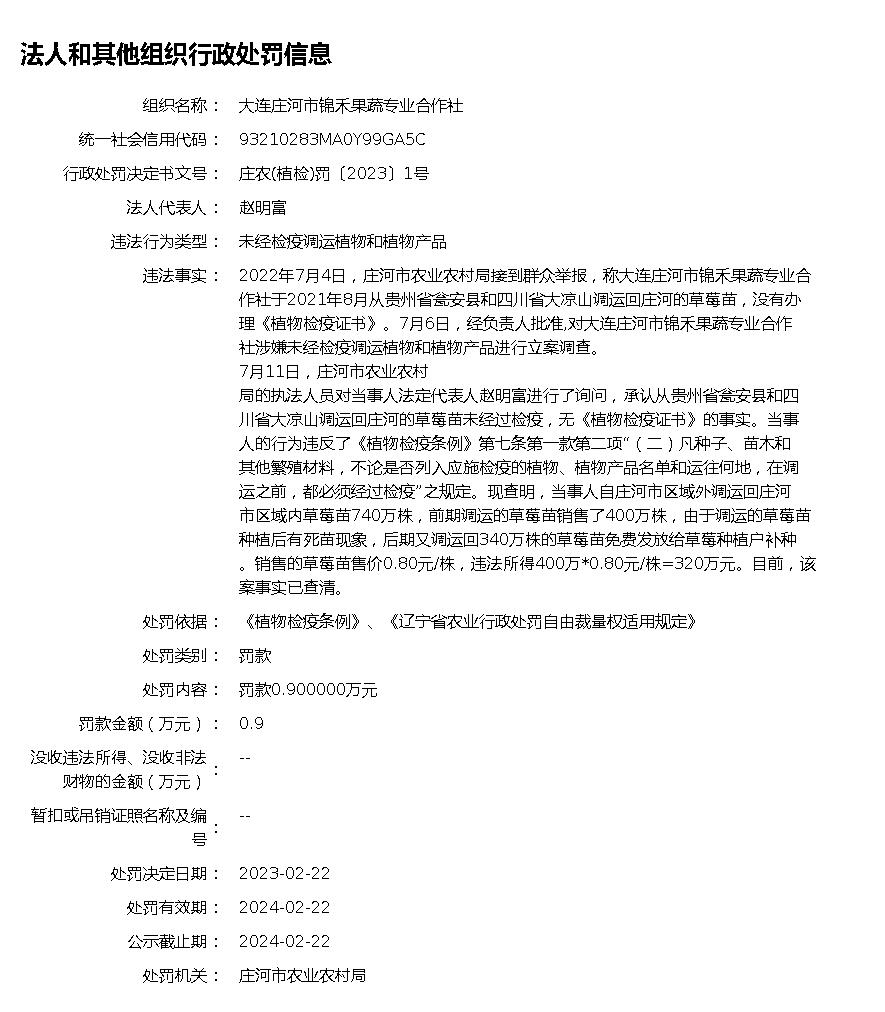 法人和其他组织行政处罚信息
组织名称： 大连庄河市锦禾果蔬专业合作社
统一社会信用代码： 93210283MA0Y99GA5C
行政处罚决定书文号： 庄农(植检)罚〔2023〕1号
法人代表人： 赵明富
违法行为类型： 未经检疫调运植物和植物产品
违法事实： 2022年7月4日，庄河市农业农村局接到群众举报，称大连庄河市锦禾果蔬专业合
作社于2021年8月从贵州省瓮安县和四川省大凉山调运回庄河的草莓苗，没有办
理《植物检疫证书》。7月6日，经负责人批准,对大连庄河市锦禾果蔬专业合作
社涉嫌未经检疫调运植物和植物产品进行立案调查。
7月11日，庄河市农业农村
局的执法人员对当事人法定代表人赵明富进行了询问，承认从贵州省瓮安县和四
川省大凉山调运回庄河的草莓苗未经过检疫，无《植物检疫证书》的事实。当事
人的行为违反了《植物检疫条例》第七条第一款第二项“（二）凡种子、苗木和
其他繁殖材料，不论是否列入应施检疫的植物、植物产品名单和运往何地，在调
运之前，都必须经过检疫”之规定。现查明，当事人自庄河市区域外调运回庄河
市区域内草莓苗740万株，前期调运的草莓苗销售了400万株，由于调运的草莓苗
种植后有死苗现象，后期又调运回340万株的草莓苗免费发放给草莓种植户补种
。销售的草莓苗售价0.80元/株，违法所得400万*0.80元/株=320万元。目前，该
案事实已查清。
处罚依据： 《植物检疫条例》、《辽宁省农业行政处罚自由裁量权适用规定》
处罚类别： 罚款
处罚内容： 罚款0.900000万元
罚款金额（万元）： 0.9
没收违法所得、没收非法
财物的金额（万元）： --
暂扣或吊销证照名称及编
号： --
处罚决定日期： 2023-02-22
处罚有效期： 2024-02-22
公示截止期： 2024-02-22
处罚机关： 庄河市农业农村局